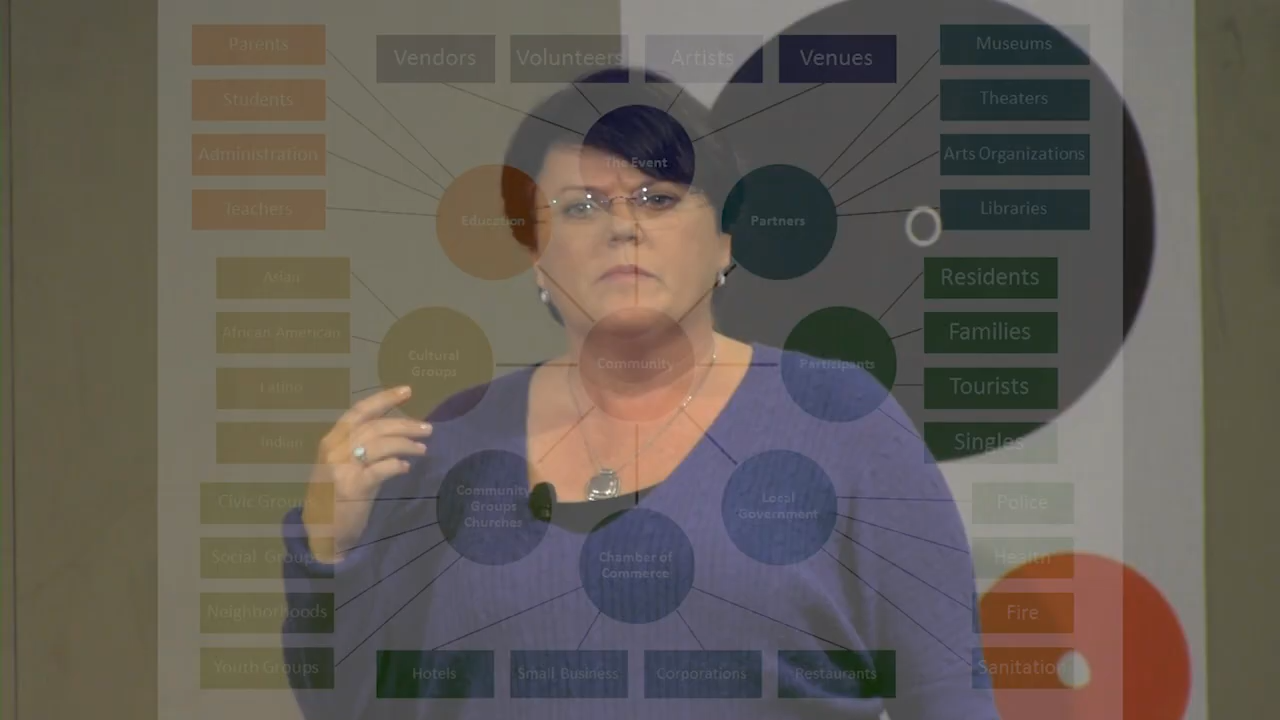 Parents
Students
Administration
Teachers
Vendors
Volunteers
Artists
Venues
Museums
Theaters
Arts Organizations
Libraries
The Event
Education
Partners
Asian
African American
Latino
Indian
Cultural
Groups
Community
Participants
Residents
Families
Tourists
Singles
Civic Groups
Social Groups
Neighborhoods
Youth Groups
Community
Groups
Churches
Chamber of
Commerce
Local
Government
Police
Health
Fire
Sanitation
Hotels
Small Business
Corporations
Restaurants